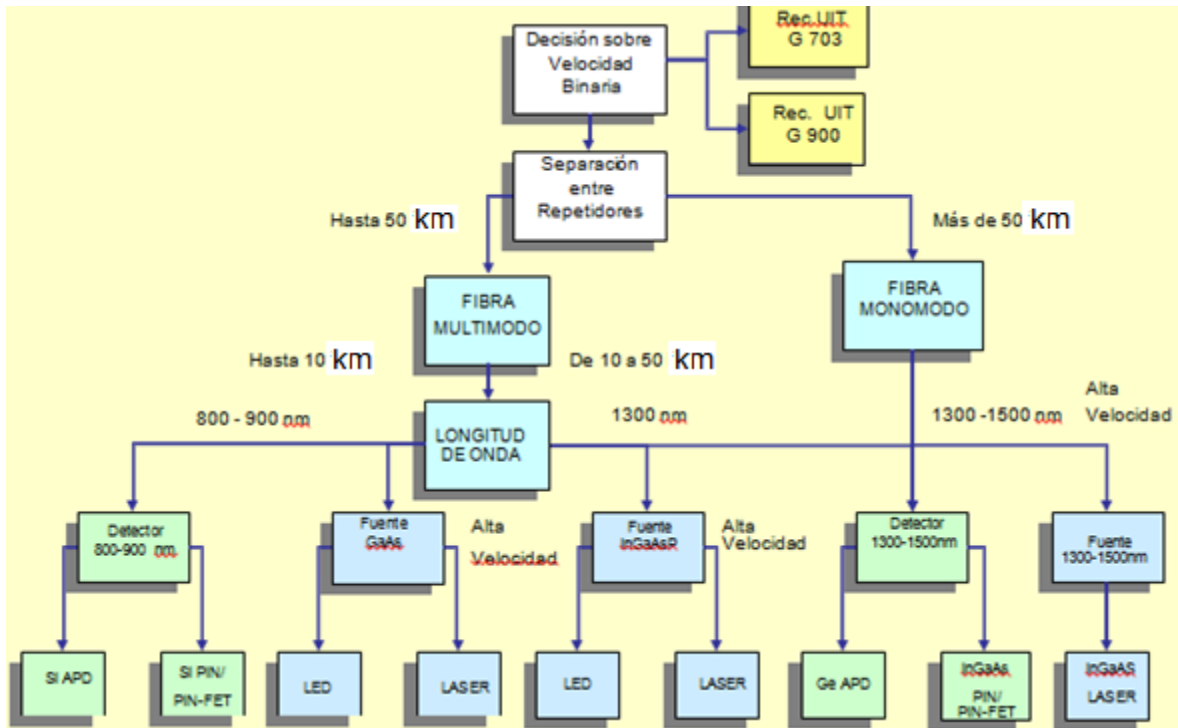 Rec.UIT
G 703
Decisión sobre
Velocidad
Binaria
Rec. UIT
G 900
Separación
entre
Repetidores
Hasta 50 km
Más de 50 km
FIBRA
MULTIMODO
FIBRA
MONOMODO
Hasta 10 km
De 10 a 50 km
Alta
Velocidad
800 - 900 nm
1300 nm
1300 -1500 nm
LONGITUD
DE ONDA
Detector
800-900 nm.
Fuente
GaAs
Alta
Velocidad
Fuente
InGaAsP
Alta
Velocidad
Detector
1300-1500nm
Fuente
1300-1500nm
SI APD
SI PIN/
PIN-FET
LED
LASER
LED
LASER
Ge APD
InGaAs
PIN/
PIN-FET
InGaAS
LASER